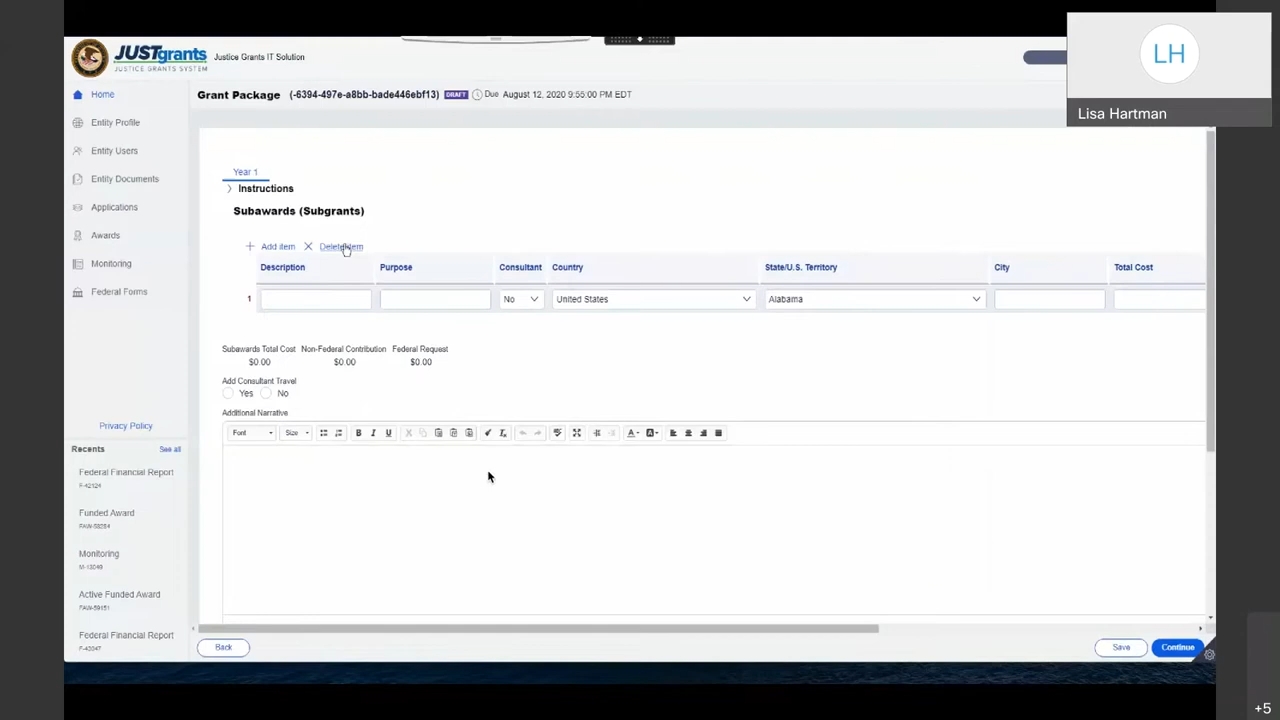 JUSTgrants
JUSTICE GRANTS SYSTEM
Justice Grants IT Solution
LH
Lisa Hartman
Home
Entity Profile
Entity Users
Entity Documents
Applications
Awards
Monitoring
Federal Forms
Privacy Policy
Recents See all
Federal Financial Report
F-42124
Funded Award
Monitoring
M-13049
Active Funded Award
FAW-59151
Federal Financial Report
F-43047
Grant Package (-6394-497e-a8bb-bade446ebf13) DRAFT Due August 12, 2020 9:55:00 PM EDT
Year 1
Instructions
Subawards (Subgrants)
Add item Delete item
Description Purpose Consultant Country State/U.S. Territory City Total Cost
1 No United States Alabama
Subawards Total Cost Non-Federal Contribution Federal Request
$0.00 $0.00 $0.00
Add Consultant Travel
Yes No
Additional Narrative
Font Size B I U A A
Back Save Continue
+5